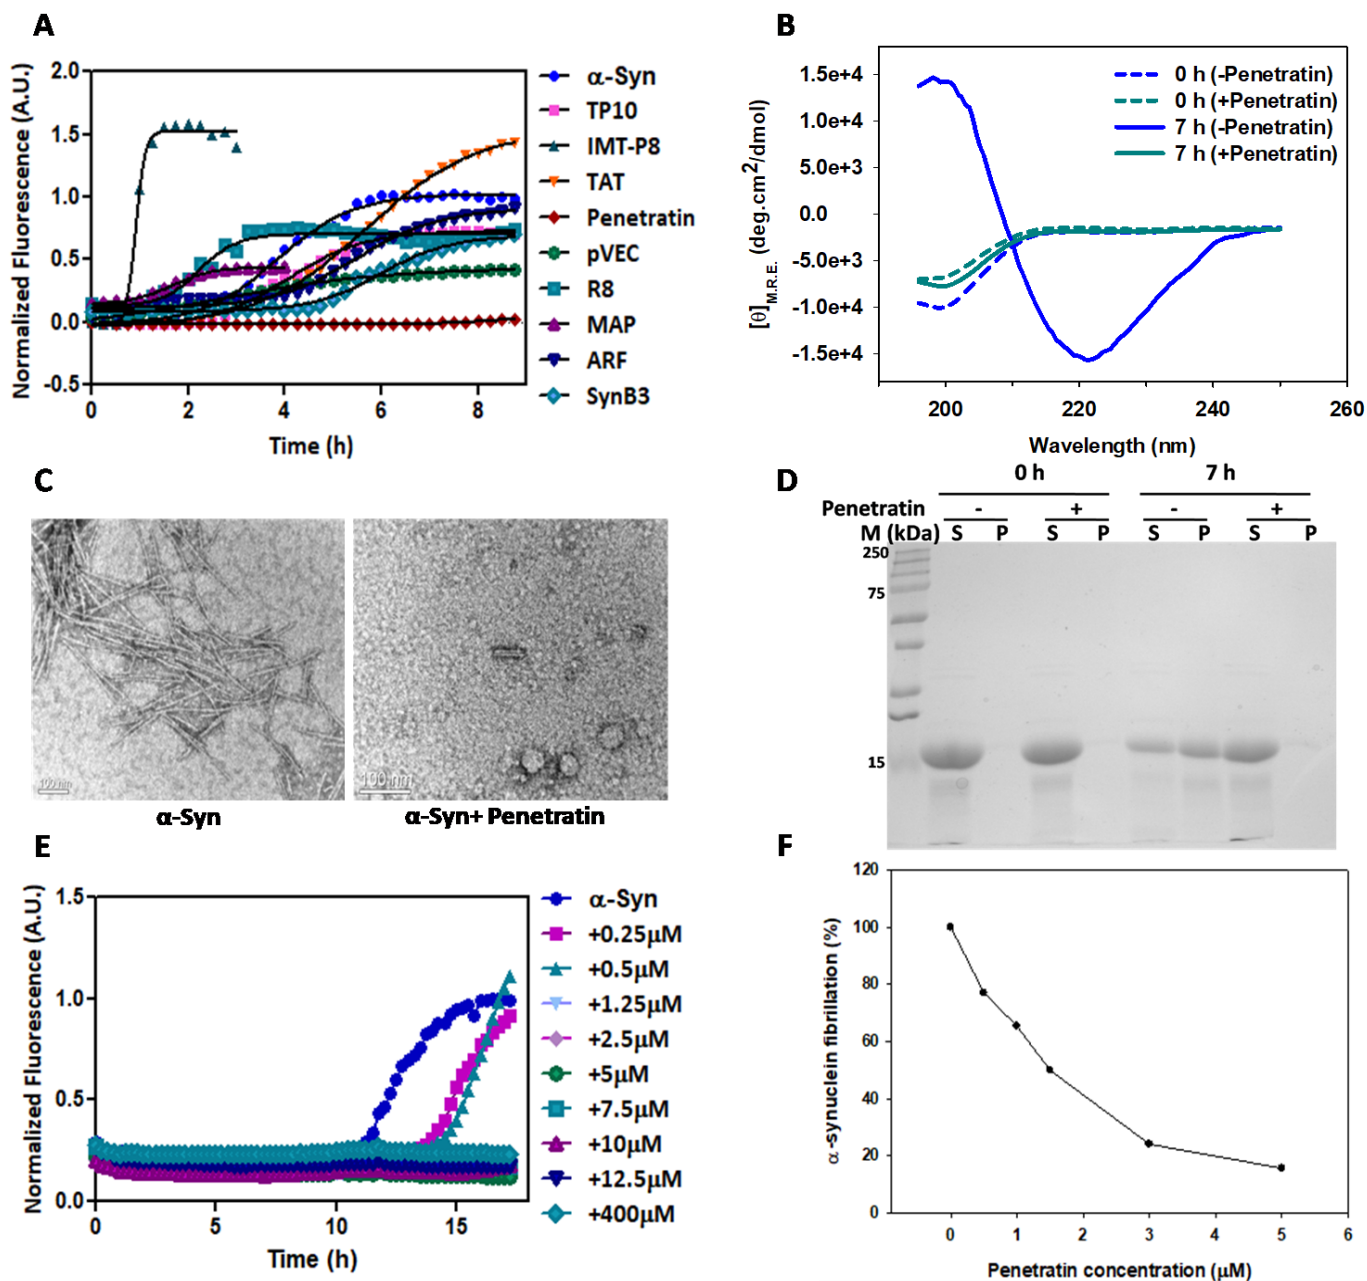 A
Normalized Fluorescence (A.U.)
2.0
1.5
1.0
0.5
0.0
-0.5
0 2 4 6 8
Time (h)
α-Syn
TP10
IMT-P8
TAT
Penetratin
pVEC
R8
MAP
ARF
SynB3
B
[θ]M.R.E. (deg.cm2/dmol)
1.5e+4
1.0e+4
5.0e+3
0.0
-5.0e+3
-1.0e+4
-1.5e+4
200 220 240 260
Wavelength (nm)
0 h (-Penetratin)
0 h (+Penetratin)
7 h (-Penetratin)
7 h (+Penetratin)
C
100 nm
100 nm
α-Syn
α-Syn+ Penetratin
D
0 h 7 h
Penetratin - + - +
M (kDa) S P S P S P S P
250
75
15
E
Normalized Fluorescence (A.U.)
1.5
1.0
0.5
0.0
0 5 10 15
Time (h)
α-Syn
+0.25μM
+0.5μM
+1.25μM
+2.5μM
+5μM
+7.5μM
+10μM
+12.5μM
+400μM
F
α-synuclein fibrillation (%)
120
100
80
60
40
20
0
0 1 2 3 4 5 6
Penetratin concentration (μM)